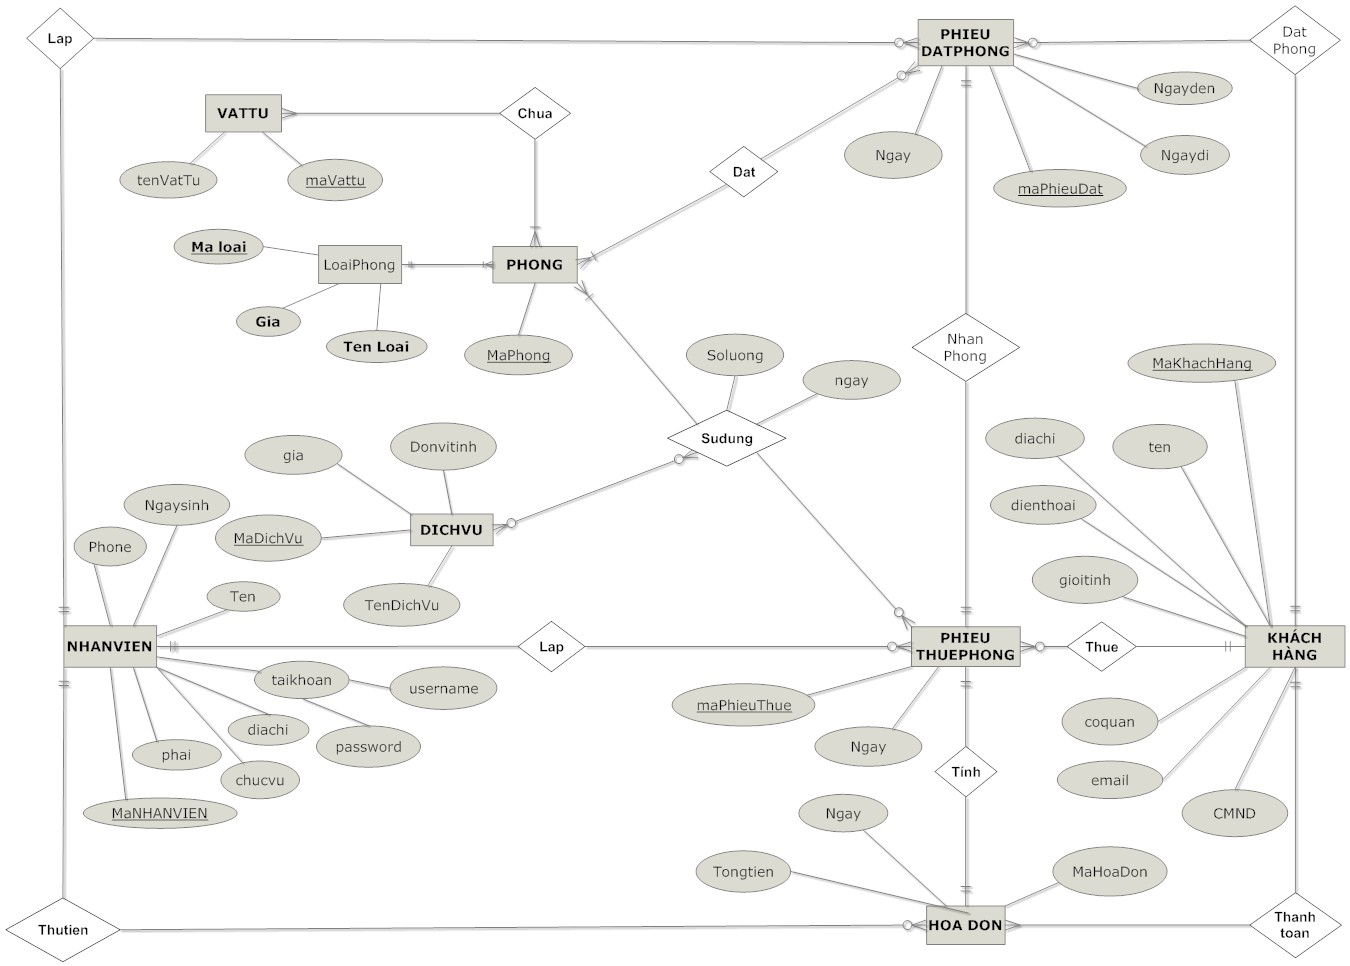 Lap
PHIEU
DATPHONG
Dat
Phong
VATTU
Chua
Ngayden
Ngay
Ngaydi
tenVatTu
maVattu
Dat
maPhieuDat
Ma loai
LoaiPhong
PHONG
Gia
Ten Loai
MaPhong
Nhan
Phong
Soluong
ngay
MaKhachHang
Sudung
diachi
ten
gia
Donvitinh
dienthoai
Ngaysinh
MaDichVu
DICHVU
Phone
gioitinh
Ten
TenDichVu
NHANVIEN
Lap
PHIEU
THUEPHONG
Thue
KHÁCH
HÀNG
taikhoan
username
maPhieuThue
diachi
password
phai
Ngay
coquan
chucvu
Tính
email
MaNHANVIEN
Ngay
CMND
Tongtien
MaHoaDon
Thutien
HOA DON
Thanh
toan